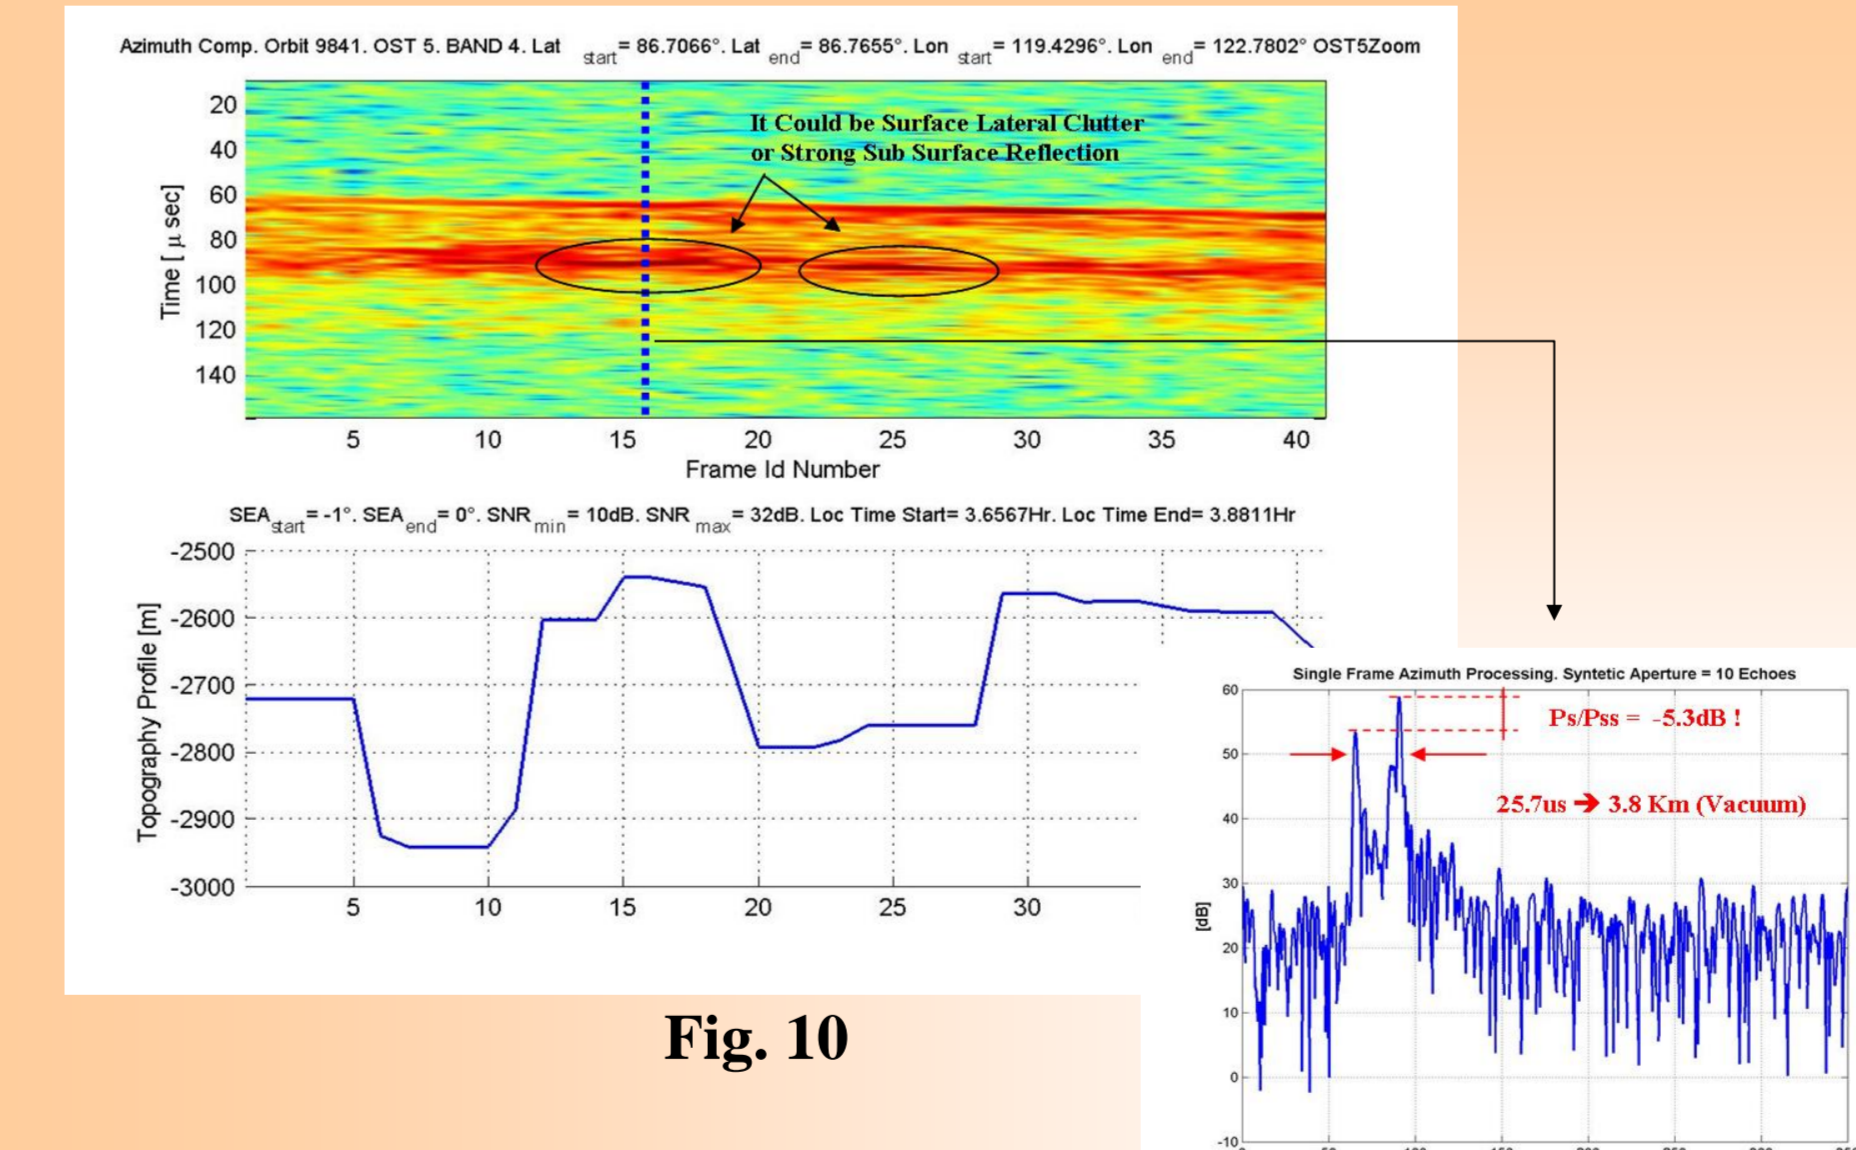 Azimuth Comp. Orbit 9841. OST 5. BAND 4. Lat start= 86.7066°. Lat end= 86.7655°. Lon start= 119.4296°. Lon end= 122.7802° OST5Zoom
It Could be Surface Lateral Clutter
or Strong Sub Surface Reflection
Time [ μ sec]
20
40
60
80
100
120
140
5 10 15 20 25 30 35 40
Frame Id Number
SEA start= -1°. SEA end= 0°. SNR min= 10dB. SNR max= 32dB. Loc Time Start= 3.6567Hr. Loc Time End= 3.8811Hr
Topography Profile [m]
-2500
-2600
-2700
-2800
-2900
-3000
5 10 15 20 25 30
Single Frame Azimuth Processing. Syntetic Aperture = 10 Echoes
Ps/Pss = -5.3dB !
25.7us ➔ 3.8 Km (Vacuum)
[dB]
60
50
40
30
20
10
0
-10
Fig. 10